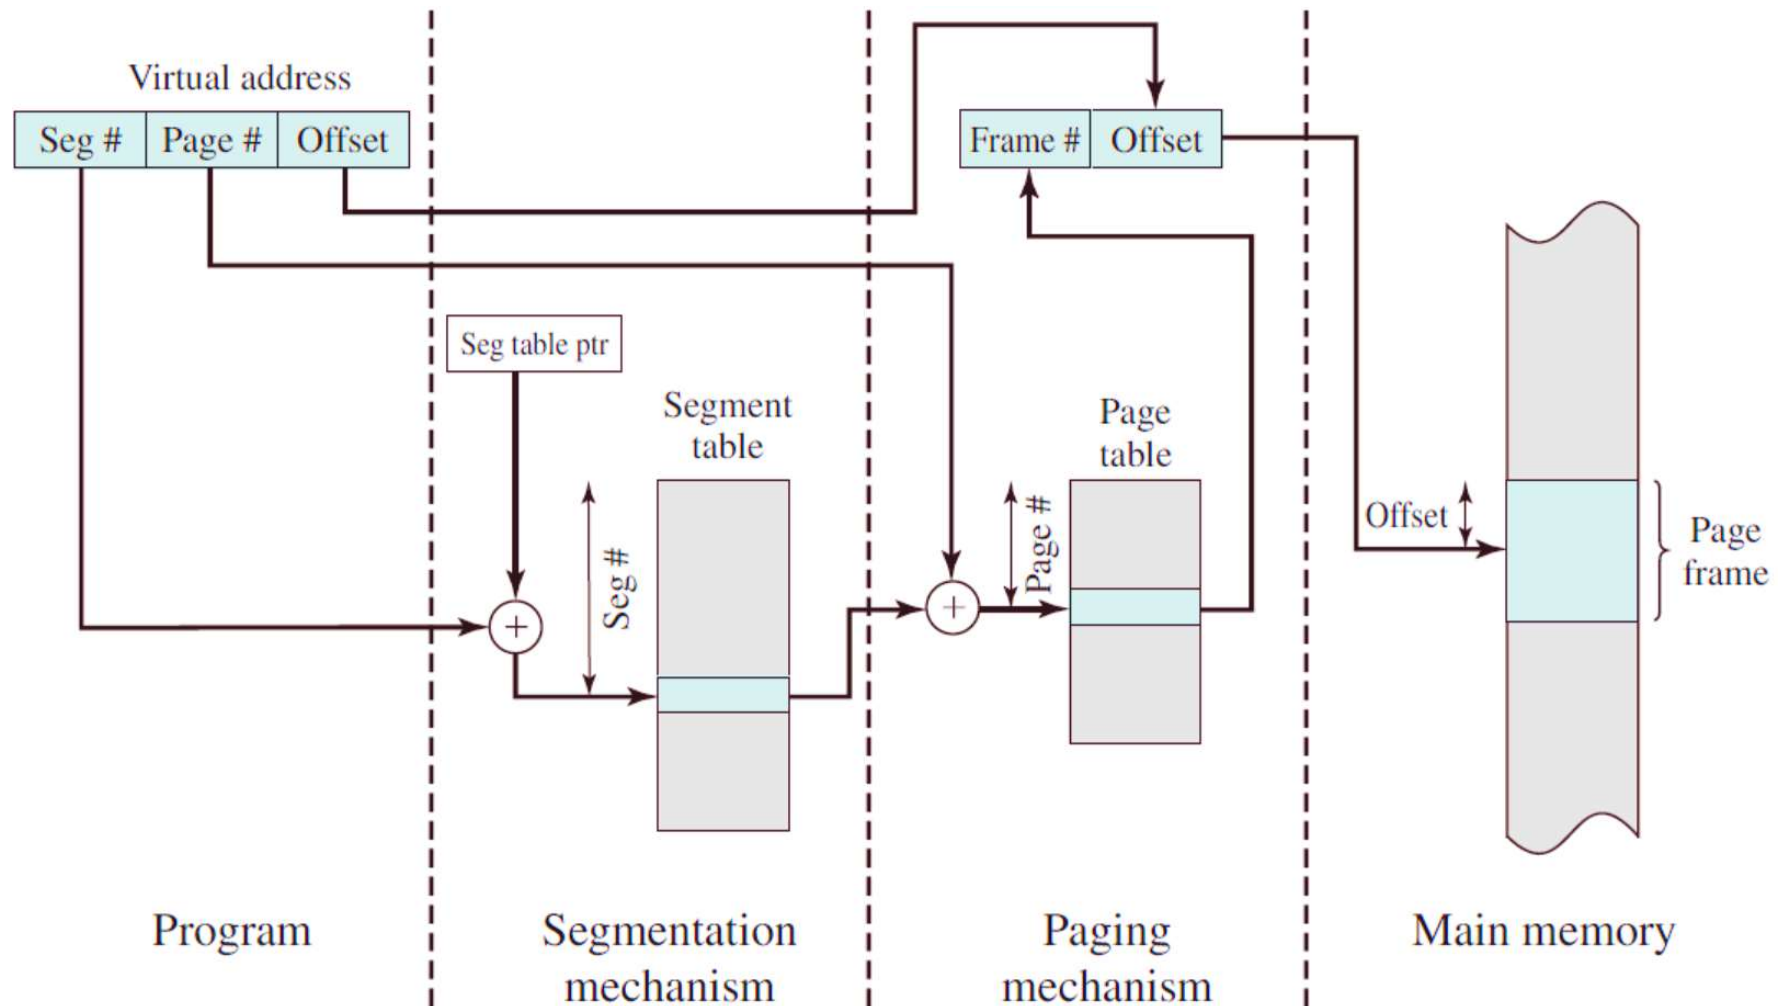 Virtual address
Seg #
Page #
Offset
Frame #
Offset
Seg table ptr
Segment
table
Seg #
Page
table
Page #
Offset
Page
frame
Program
Segmentation
mechanism
Paging
mechanism
Main memory
+
+